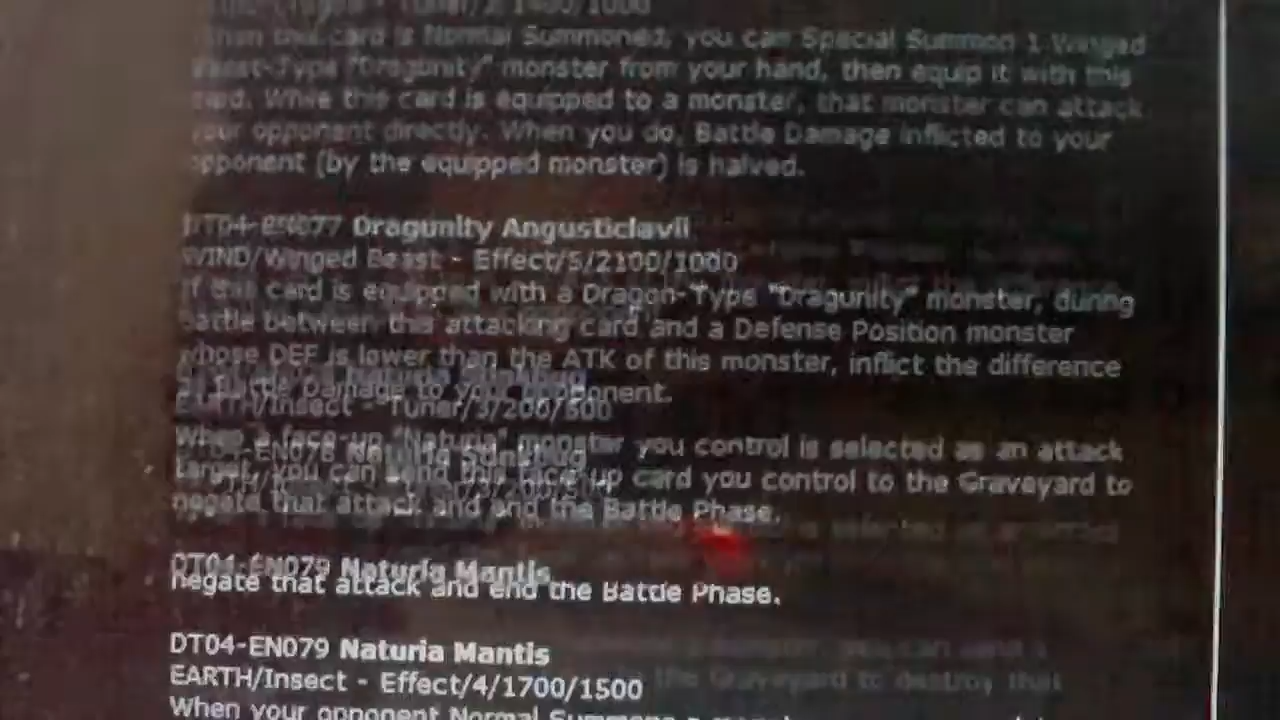 this card is Normal Summoned, you can Special Summon 1 Winged
Beast-Type "Dragunity" monster from your hand, then equip it with this
card. While this card is equipped to a monster, that monster can attack
your opponent directly. When you do, Battle Damage inflicted to your
opponent (by the equipped monster) is halved.
DT04-EN077 Dragunity Angusticlavii
WIND/Winged Beast - Effect/5/2100/1000
If this card is equipped with a Dragon-Type "Dragunity" monster, during
battle between this attacking card and a Defense Position monster
whose DEF is lower than the ATK of this monster, inflict the difference
as Battle Damage to your opponent.
DT04-EN078 Naturia
EARTH/Insect - Tuner/3/200/500
When a face-up "Naturia" monster you control is selected as an attack
target, you can send this face-up card you control to the Graveyard to
negate that attack and end the Battle Phase.
DT04-EN079 Naturia Mantis
negate that attack and end the Battle Phase.
DT04-EN079 Naturia Mantis
EARTH/Insect - Effect/4/1700/1500
When your opponent Normal Summons a